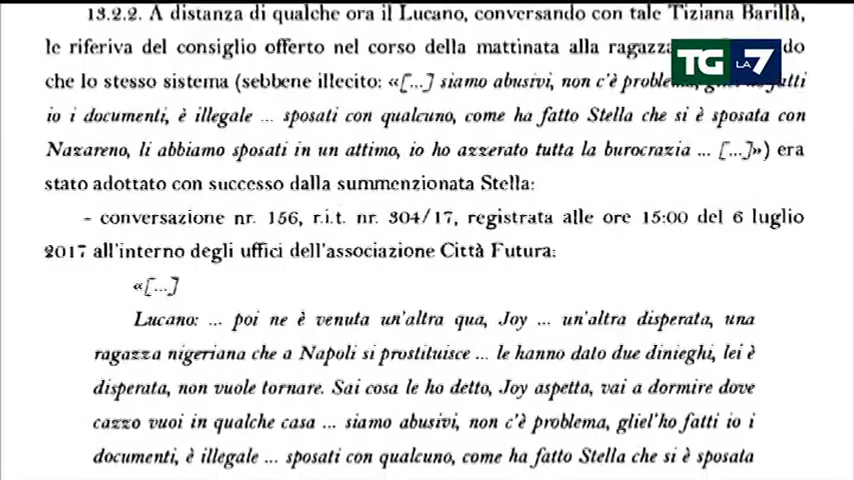 13.2.2. A distanza di qualche ora il Lucano, conversando con tale Tiziana Barillà,
le riferiva del consiglio offerto nel corso della mattinata alla ragazza do
TG LA 7
che lo stesso sistema (sebbene illecito: «[...] siamo abusivi, non c'è gliel'ho fatti
io i documenti, è illegale ... sposati con qualcuno, come ha fatto Stella che si è sposata con
Nazareno, li abbiamo sposati in un attimo, io ho azzerato tutta la burocrazia ... [...]») era
stato adottato con successo dalla summenzionata Stella:
- conversazione nr. 156, r.i.t. nr. 304/17, registrata alle ore 15:00 del 6 luglio
2017 all'interno degli uffici dell'associazione Città Futura:
«[...]
Lucano: ... poi ne è venuta un'altra qua, Joy ... un'altra disperata, una
ragazza nigeriana che a Napoli si prostituisce ... le hanno dato due dinieghi, lei è
disperata, non vuole tornare. Sai cosa le ho detto, Joy aspetta, vai a dormire dove
cazzo vuoi in qualche casa ... siamo abusivi, non c'è problema, gliel'ho fatti io i
documenti, è illegale ... sposati con qualcuno, come ha fatto Stella che si è sposata